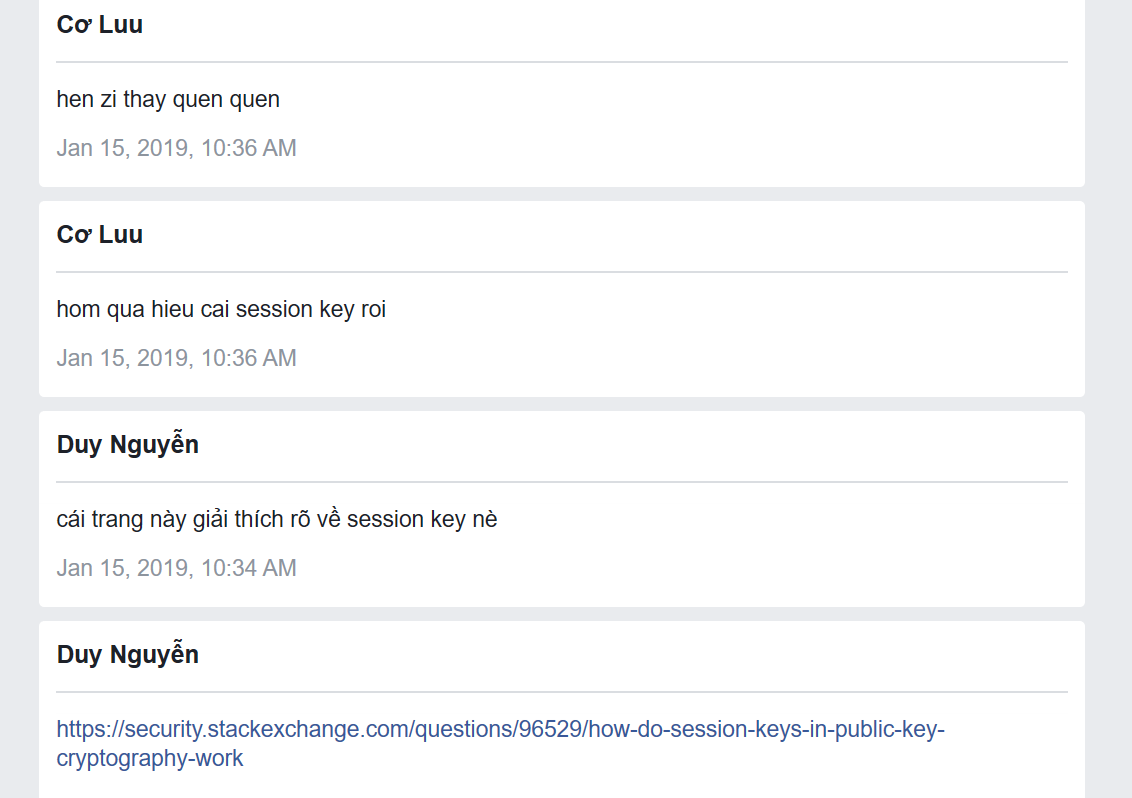 Cơ Luu
hen zi thay quen quen
Jan 15, 2019, 10:36 AM
Cơ Luu
hom qua hieu cai session key roi
Jan 15, 2019, 10:36 AM
Duy Nguyễn
cái trang này giải thích rõ về session key nè
Jan 15, 2019, 10:34 AM
Duy Nguyễn
https://security.stackexchange.com/questions/96529/how-do-session-keys-in-public-key-
cryptography-work